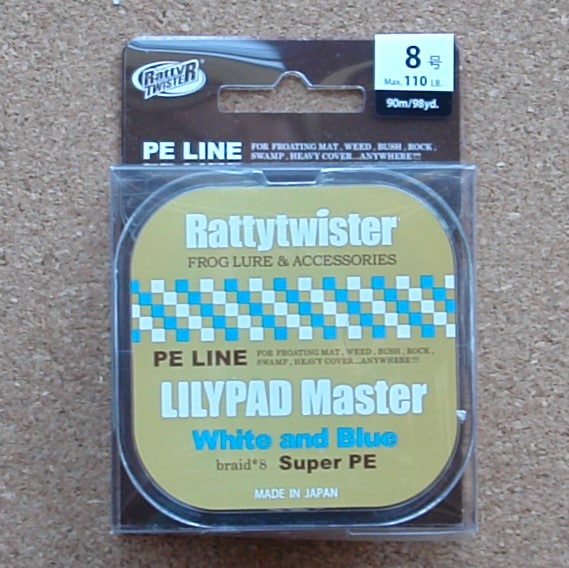 RATTY
TWISTER
8号
Max. 110 LB.
90m/98yd.
PE LINE
FOR FROATING MAT , WEED , BUSH , ROCK ,
SWAMP , HEAVY COVER....ANYWHERE!!!
Rattytwister
FROG LURE & ACCESSORIES
PE LINE
FOR FROATING MAT , WEED , BUSH , ROCK ,
SWAMP , HEAVY COVER....ANYWHERE!!!
LILYPAD Master
White and Blue
braid*8 Super PE
MADE IN JAPAN